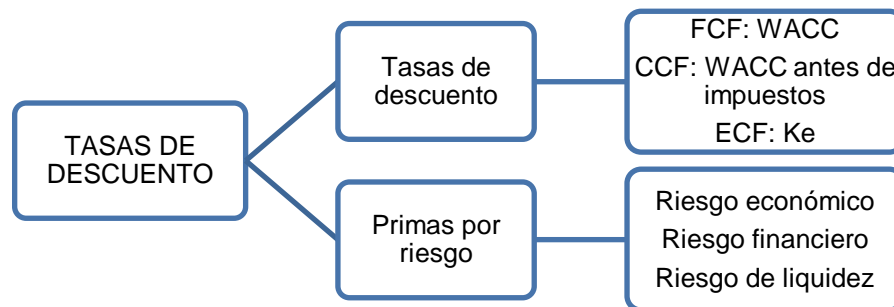 TASAS DE
DESCUENTO
Tasas de
descuento
FCF: WACC
CCF: WACC antes de
impuestos
ECF: Ke
Primas por
riesgo
Riesgo económico
Riesgo financiero
Riesgo de liquidez